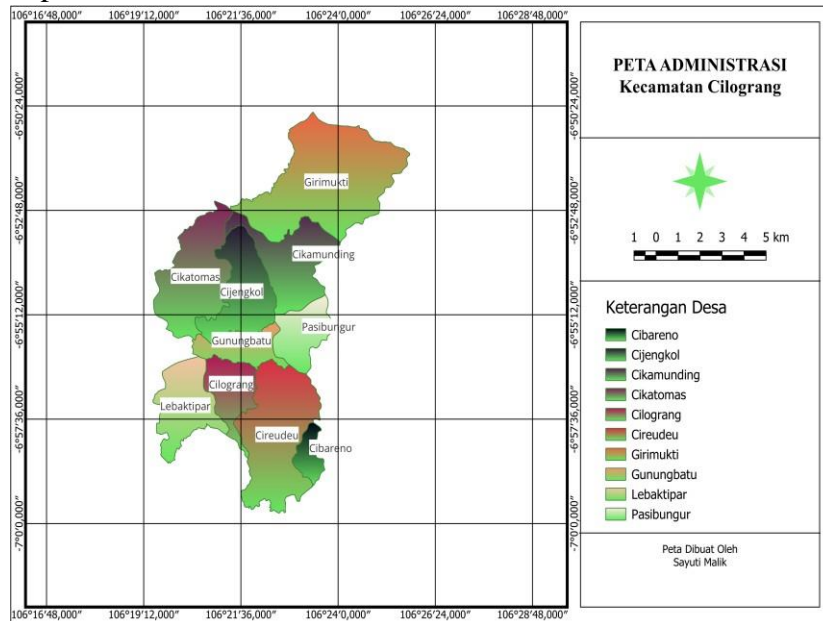 106°16'48,000" 106°19'12,000" 106°21'36,000" 106°24'0,000" 106°26'24,000" 106°28'48,000"
-6°50'24,000"
-6°52'48,000"
-6°55'12,000"
-6°57'36,000"
-7°0'0,000"
-6°50'24,000"
-6°52'48,000"
-6°55'12,000"
-6°57'36,000"
-7°0'0,000"
Girimukti
Cikamunding
Cikatomas
Cijengkol
Pasibungur
Gunungbatu
Cilograng
Lebaktipar
Cireudeu
Cibareno
106°16'48,000" 106°19'12,000" 106°21'36,000" 106°24'0,000" 106°26'24,000" 106°28'48,000"
PETA ADMINISTRASI
Kecamatan Cilograng
1 0 1 2 3 4 5 km
Keterangan Desa
Cibareno
Cijengkol
Cikamunding
Cikatomas
Cilograng
Cireudeu
Girimukti
Gunungbatu
Lebaktipar
Pasibungur
Peta Dibuat Oleh
Sayuti Malik